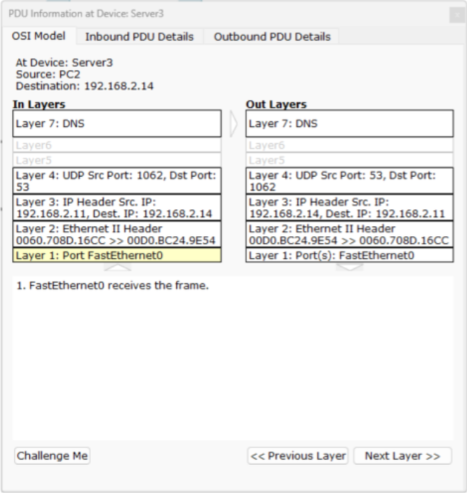 PDU Information at Device: Server3
OSI Model Inbound PDU Details Outbound PDU Details
At Device: Server3
Source: PC2
Destination: 192.168.2.14
In Layers
Layer 7: DNS
Layer6
Layer5
Layer 4: UDP Src Port: 1062, Dst Port:
53
Layer 3: IP Header Src. IP:
192.168.2.11, Dest. IP: 192.168.2.14
Layer 2: Ethernet II Header
0060.708D.16CC >> 00D0.BC24.9E54
Layer 1: Port FastEthernet0
Out Layers
Layer 7: DNS
Layer6
Layer5
Layer 4: UDP Src Port: 53, Dst Port:
1062
Layer 3: IP Header Src. IP:
192.168.2.14, Dest. IP: 192.168.2.11
Layer 2: Ethernet II Header
00D0.BC24.9E54 >> 0060.708D.16CC
Layer 1: Port(s): FastEthernet0
1. FastEthernet0 receives the frame.
Challenge Me
<< Previous Layer
Next Layer >>